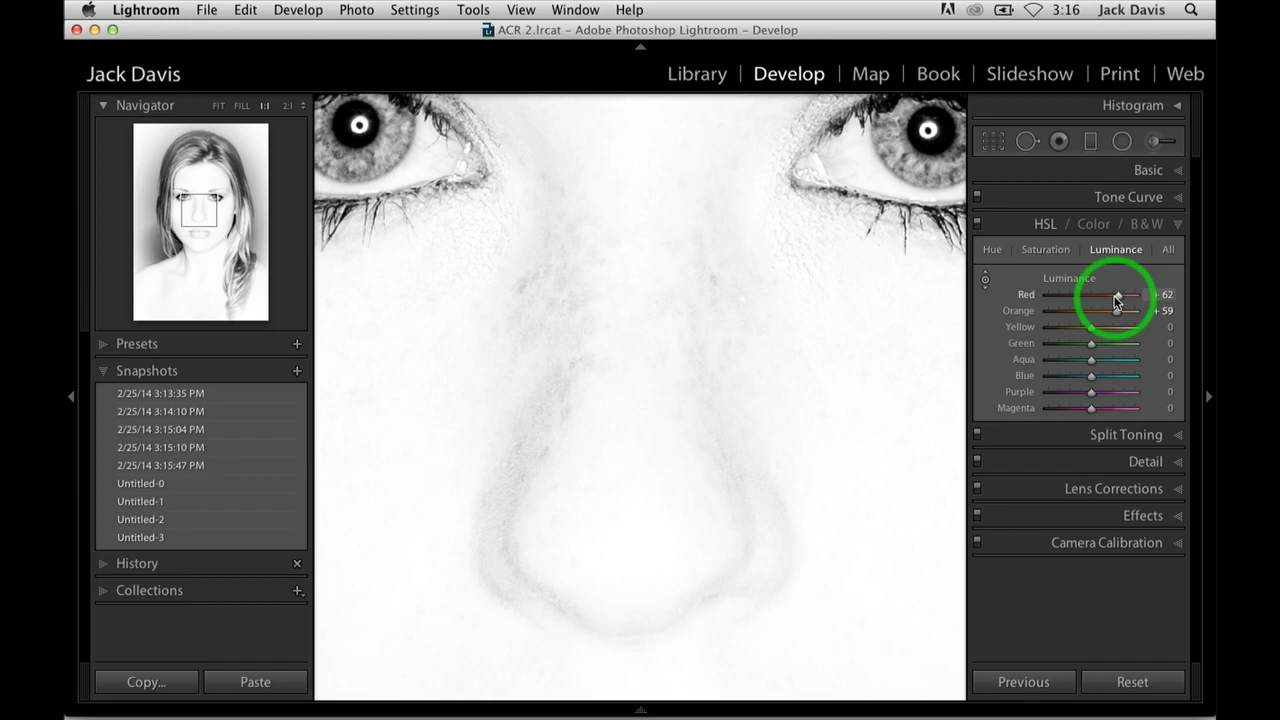 Lightroom File Edit Develop Photo Settings Tools View Window Help 3:16 Jack Davis
ACR 2.lrcat – Adobe Photoshop Lightroom – Develop
Jack Davis Library | Develop | Map | Book | Slideshow | Print | Web
Navigator FIT FILL 1:1 2:1
Presets
Snapshots
2/25/14 3:13:35 PM
2/25/14 3:14:10 PM
2/25/14 3:15:04 PM
2/25/14 3:15:10 PM
2/25/14 3:15:47 PM
Untitled-0
Untitled-1
Untitled-2
Untitled-3
History
Collections
Copy... Paste
Histogram
Basic
Tone Curve
HSL / Color / B & W
Hue Saturation Luminance All
Luminance
Red + 62
Orange + 59
Yellow 0
Green 0
Aqua 0
Blue 0
Purple 0
Magenta 0
Split Toning
Detail
Lens Corrections
Effects
Camera Calibration
Previous Reset